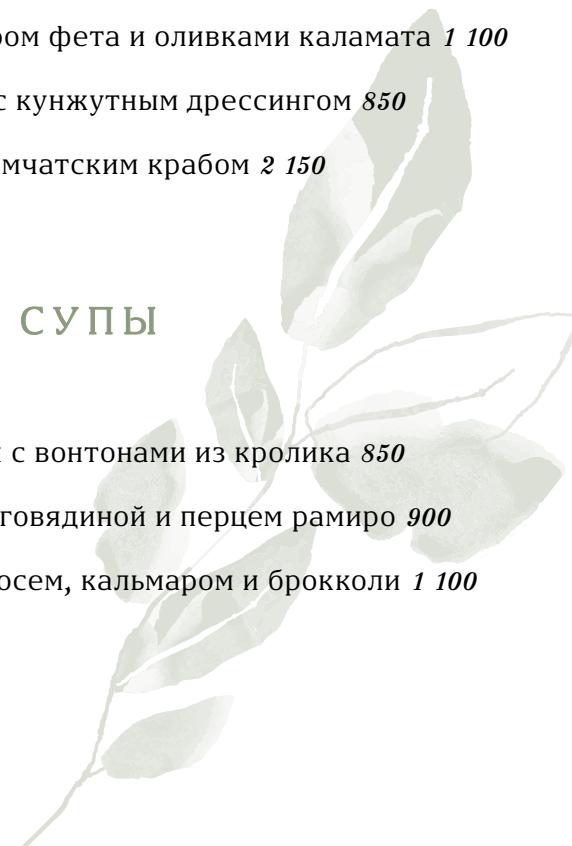 фета и оливками каламата 1 100
с кунжутным дрессингом 850
крабом 2 150
СУПЫ
с вонтонами из кролика 850
говядиной и перцем рамиро 900
кальмаром и брокколи 1 100